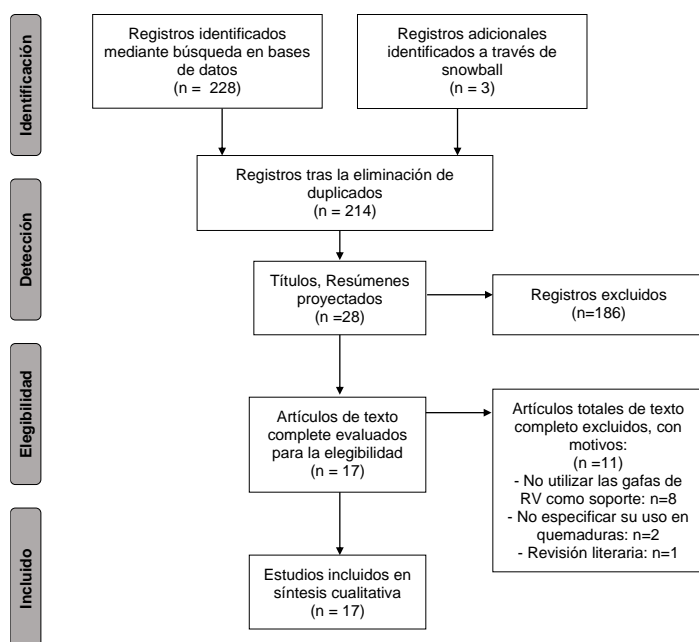 Identificación
Registros identificados
mediante búsqueda en bases
de datos
(n = 228)
Registros adicionales
identificados a través de
snowball
(n = 3)
Registros tras la eliminación de
duplicados
(n = 214)
Detección
Títulos, Resúmenes
proyectados
(n =28)
Registros excluidos
(n=186)
Elegibilidad
Artículos de texto
complete evaluados
para la elegibilidad
(n = 17)
Artículos totales de texto
completo excluidos, con
motivos:
(n =11)
- No utilizar las gafas de
RV como soporte: n=8
- No especificar su uso en
quemaduras: n=2
- Revisión literaria: n=1
Incluido
Estudios incluidos en
síntesis cualitativa
(n = 17)